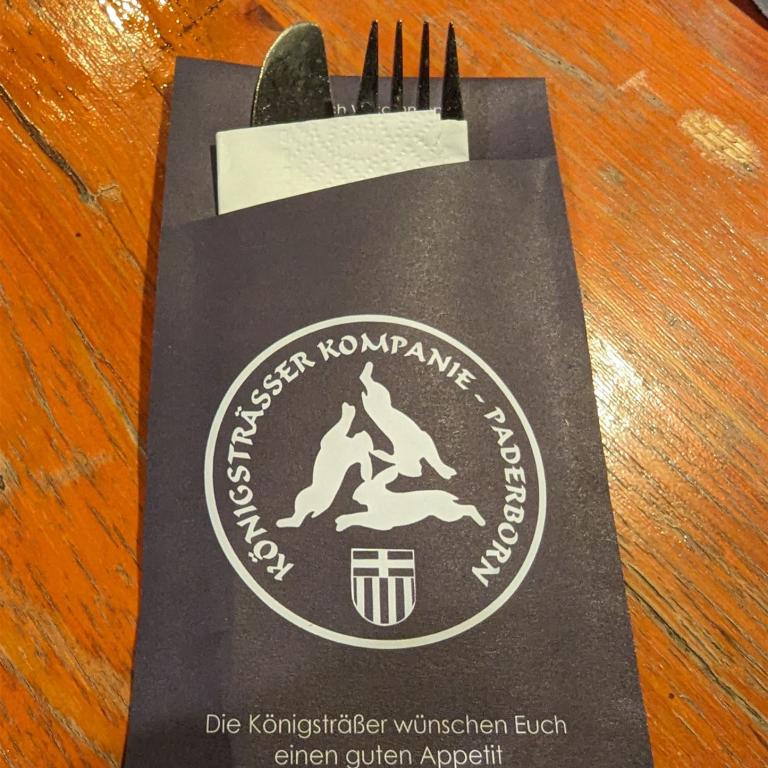 KÖNIGSTRÄSSER KOMPANIE - PADERBORN
Die Königsträßer wünschen Euch
einen guten Appetit